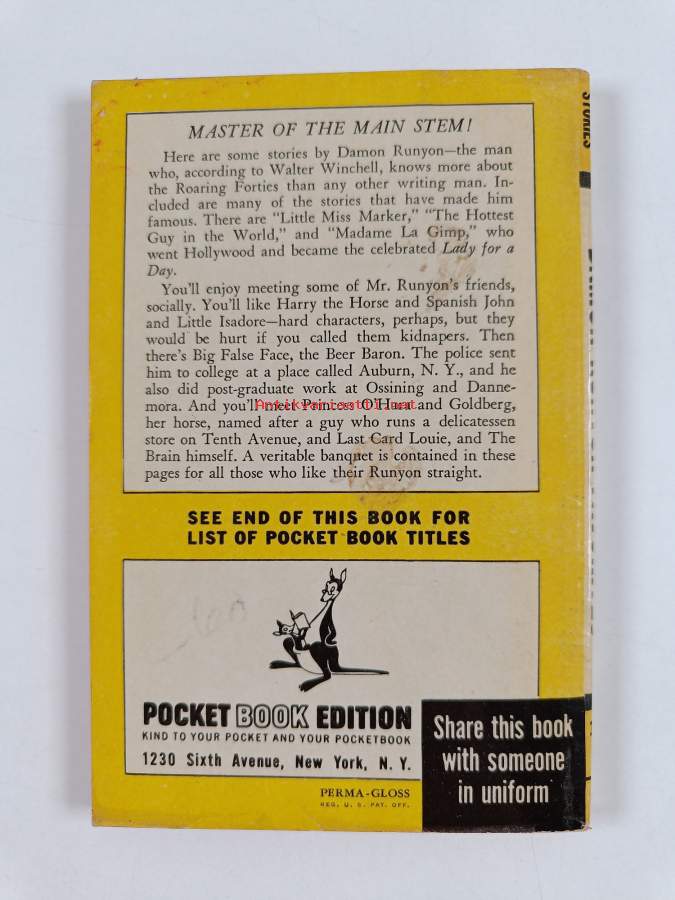 MASTER OF THE MAIN STEM!
Here are some stories by Damon Runyon—the man
who, according to Walter Winchell, knows more about
the Roaring Forties than any other writing man. In-
cluded are many of the stories that have made him
famous. There are “Little Miss Marker,” “The Hottest
Guy in the World,” and “Madame La Gimp,” who
went Hollywood and became the celebrated Lady for a
Day.
You'll enjoy meeting some of Mr. Runyon's friends,
socially. You'll like Harry the Horse and Spanish John
and Little Isadore—hard characters, perhaps, but they
would be hurt if you called them kidnapers. Then
there's Big False Face, the Beer Baron. The police sent
him to college at a place called Auburn, N. Y., and he
also did post-graduate work at Ossining and Danne-
mora. And you'll meet Princess O'Hara and Goldberg,
her horse, named after a guy who runs a delicatessen
store on Tenth Avenue, and Last Card Louie, and The
Brain himself. A veritable banquet is contained in these
pages for all those who like their Runyon straight.
SEE END OF THIS BOOK FOR
LIST OF POCKET BOOK TITLES
POCKET BOOK EDITION
KIND TO YOUR POCKET AND YOUR POCKETBOOK
1230 Sixth Avenue, New York, N. Y.
PERMA-GLOSS
REG. U. S. PAT. OFF.
Share this book
with someone
in uniform
STORIES